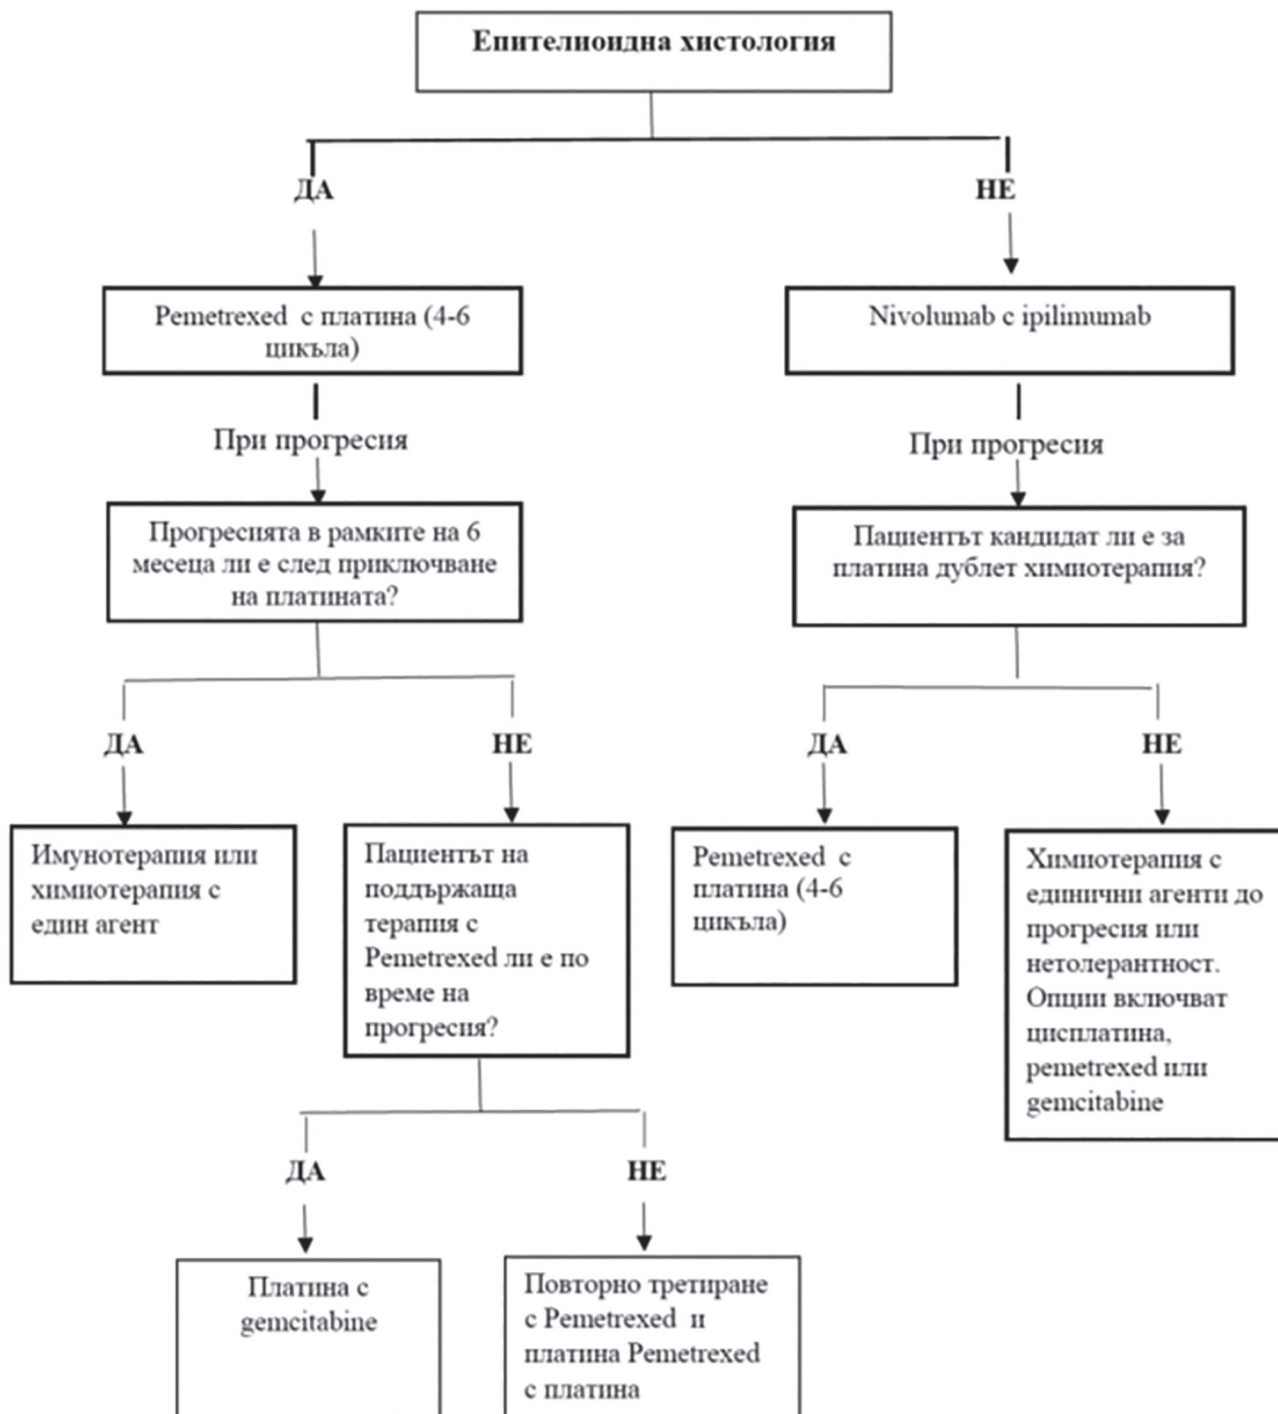 Епителиоидна хистология
ДА
НЕ
Pemetrexed с платина (4-6
цикъла)
Nivolumab с ipilimumab
При прогресия
При прогресия
Прогресията в рамките на 6
месеца ли е след приключване
на платината?
Пациентът кандидат ли е за
платина дублет химиотерапия?
ДА
НЕ
ДА
НЕ
Имунотерапия или
химиотерапия с
един агент
Пациентът на
поддържаща
терапия с
Pemetrexed ли е по
време на
прогресия?
Pemetrexed с
платина (4-6
цикъла)
Химиотерапия с
единични агенти до
прогресия или
нетолерантност.
Опции включват
цисплатина,
pemetrexed или
gemcitabine
ДА
НЕ
Платина с
gemcitabine
Повторно третиране
с Pemetrexed и
платина Pemetrexed
с платина